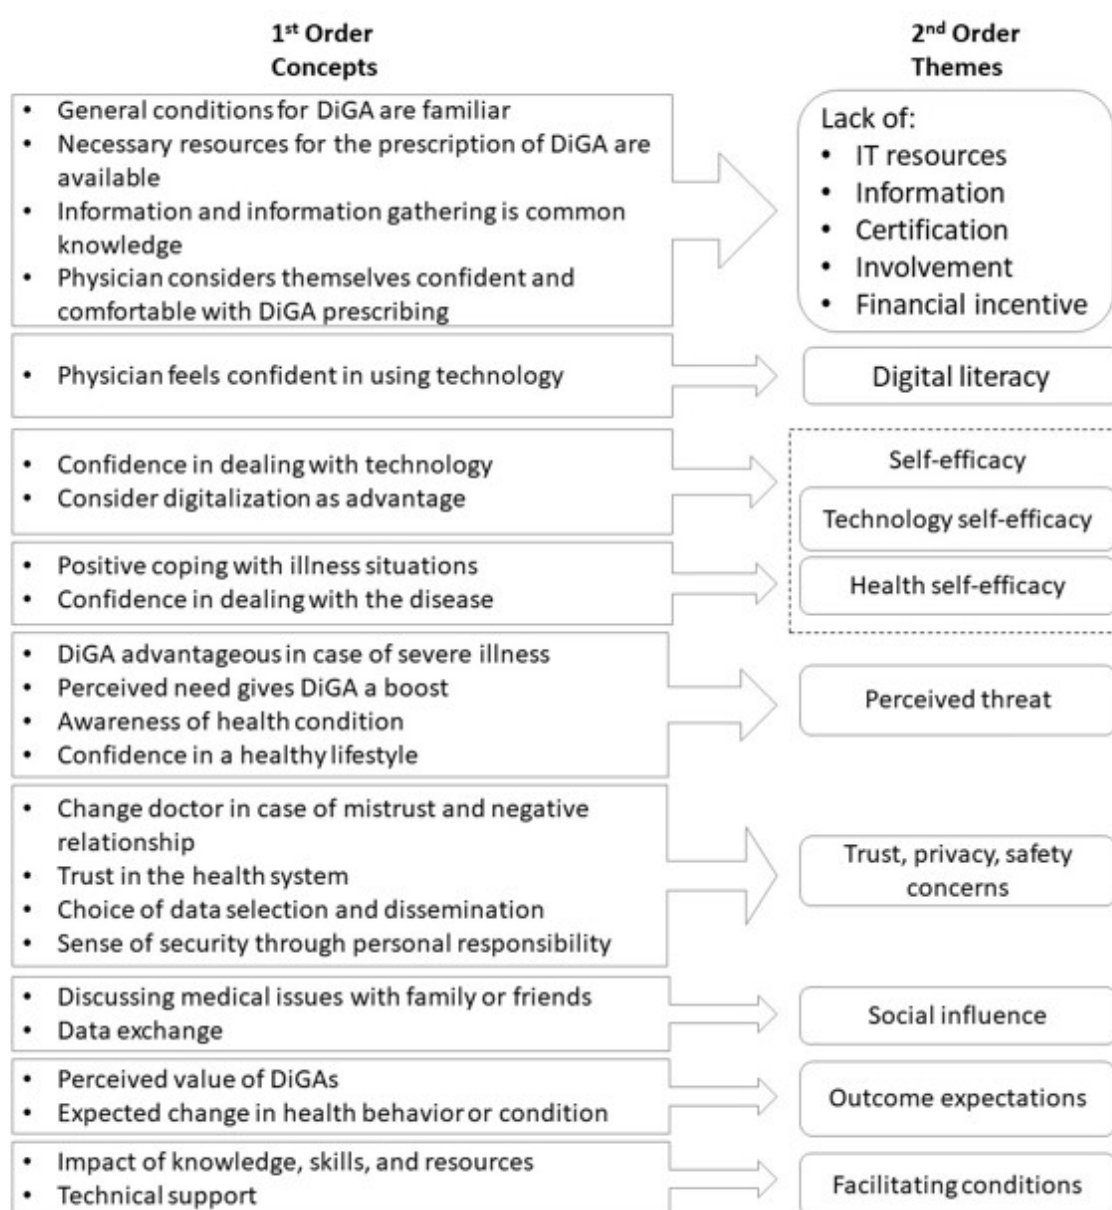 1st Order
Concepts
2nd Order
Themes
• General conditions for DiGA are familiar
• Necessary resources for the prescription of DiGA are
available
• Information and information gathering is common
knowledge
• Physician considers themselves confident and
comfortable with DiGA prescribing
Lack of:
• IT resources
• Information
• Certification
• Involvement
• Financial incentive
• Physician feels confident in using technology
Digital literacy
• Confidence in dealing with technology
• Consider digitalization as advantage
Self-efficacy
Technology self-efficacy
• Positive coping with illness situations
• Confidence in dealing with the disease
Health self-efficacy
• DiGA advantageous in case of severe illness
• Perceived need gives DiGA a boost
• Awareness of health condition
• Confidence in a healthy lifestyle
Perceived threat
• Change doctor in case of mistrust and negative
relationship
• Trust in the health system
• Choice of data selection and dissemination
• Sense of security through personal responsibility
Trust, privacy, safety
concerns
• Discussing medical issues with family or friends
• Data exchange
Social influence
• Perceived value of DiGAs
• Expected change in health behavior or condition
Outcome expectations
• Impact of knowledge, skills, and resources
• Technical support
Facilitating conditions